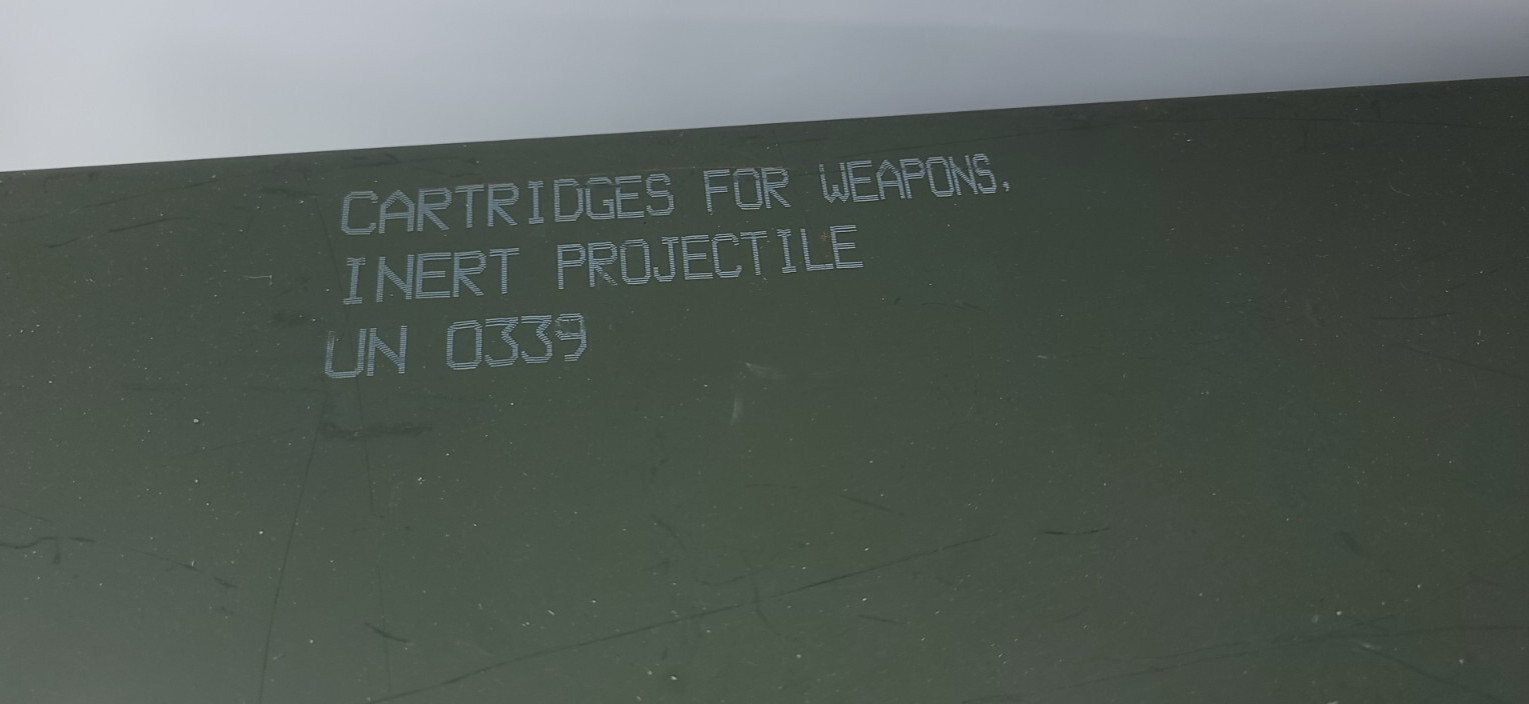 CARTRIDGES FOR WEAPONS,
INERT PROJECTILE
UN 0339